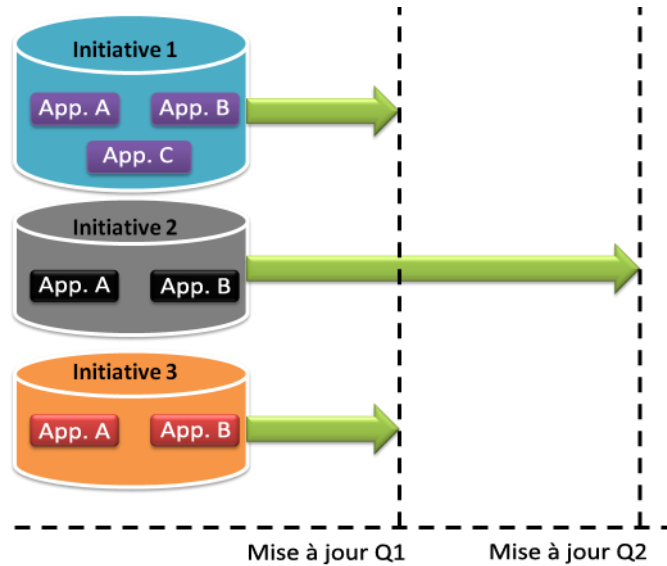 Initiative 1
App. A App. B
App. C
Initiative 2
App. A App. B
Initiative 3
App. A App. B
Mise à jour Q1 Mise à jour Q2